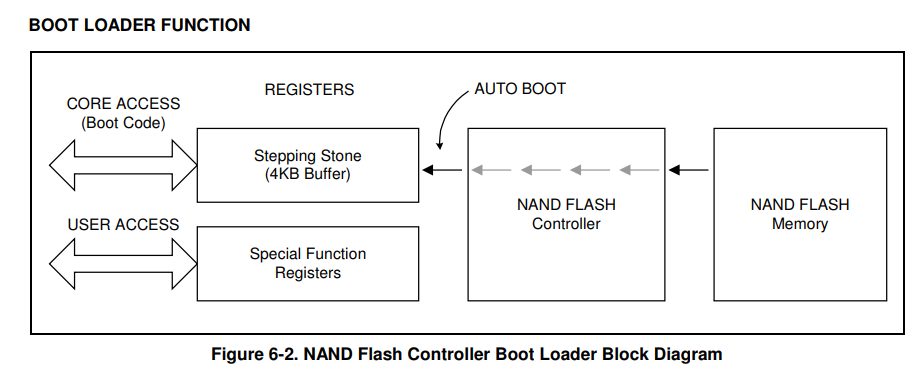 BOOT LOADER FUNCTION
REGISTERS
AUTO BOOT
CORE ACCESS
(Boot Code)
Stepping Stone
(4KB Buffer)
NAND FLASH
Controller
NAND FLASH
Memory
USER ACCESS
Special Function
Registers
Figure 6-2. NAND Flash Controller Boot Loader Block Diagram